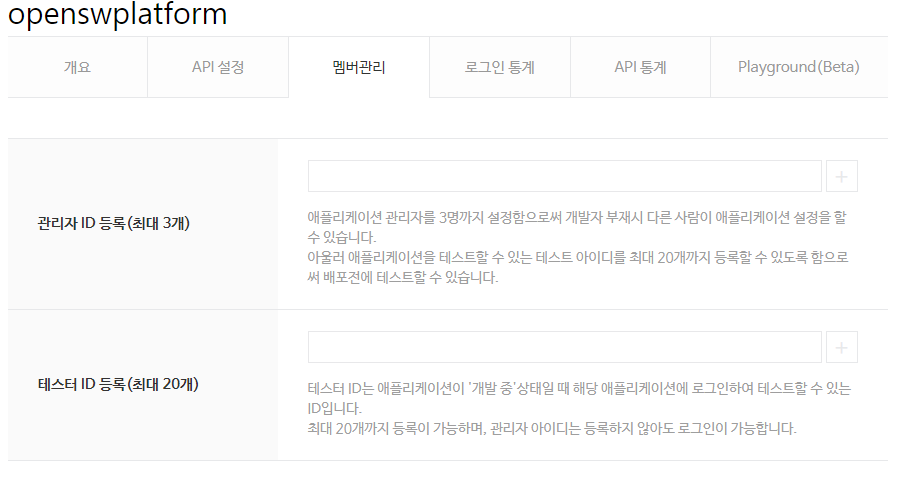 openswplatform
개요
API 설정
멤버관리
로그인 통계
API 통계
Playground(Beta)
관리자 ID 등록(최대 3개)
+
애플리케이션 관리자를 3명까지 설정함으로써 개발자 부재시 다른 사람이 애플리케이션 설정을 할
수 있습니다.
아울러 애플리케이션을 테스트할 수 있는 테스트 아이디를 최대 20개까지 등록할 수 있도록 함으로
써 배포전에 테스트할 수 있습니다.
테스터 ID 등록(최대 20개)
+
테스터 ID는 애플리케이션이 '개발 중'상태일 때 해당 애플리케이션에 로그인하여 테스트할 수 있는
ID입니다.
최대 20개까지 등록이 가능하며, 관리자 아이디는 등록하지 않아도 로그인이 가능합니다.